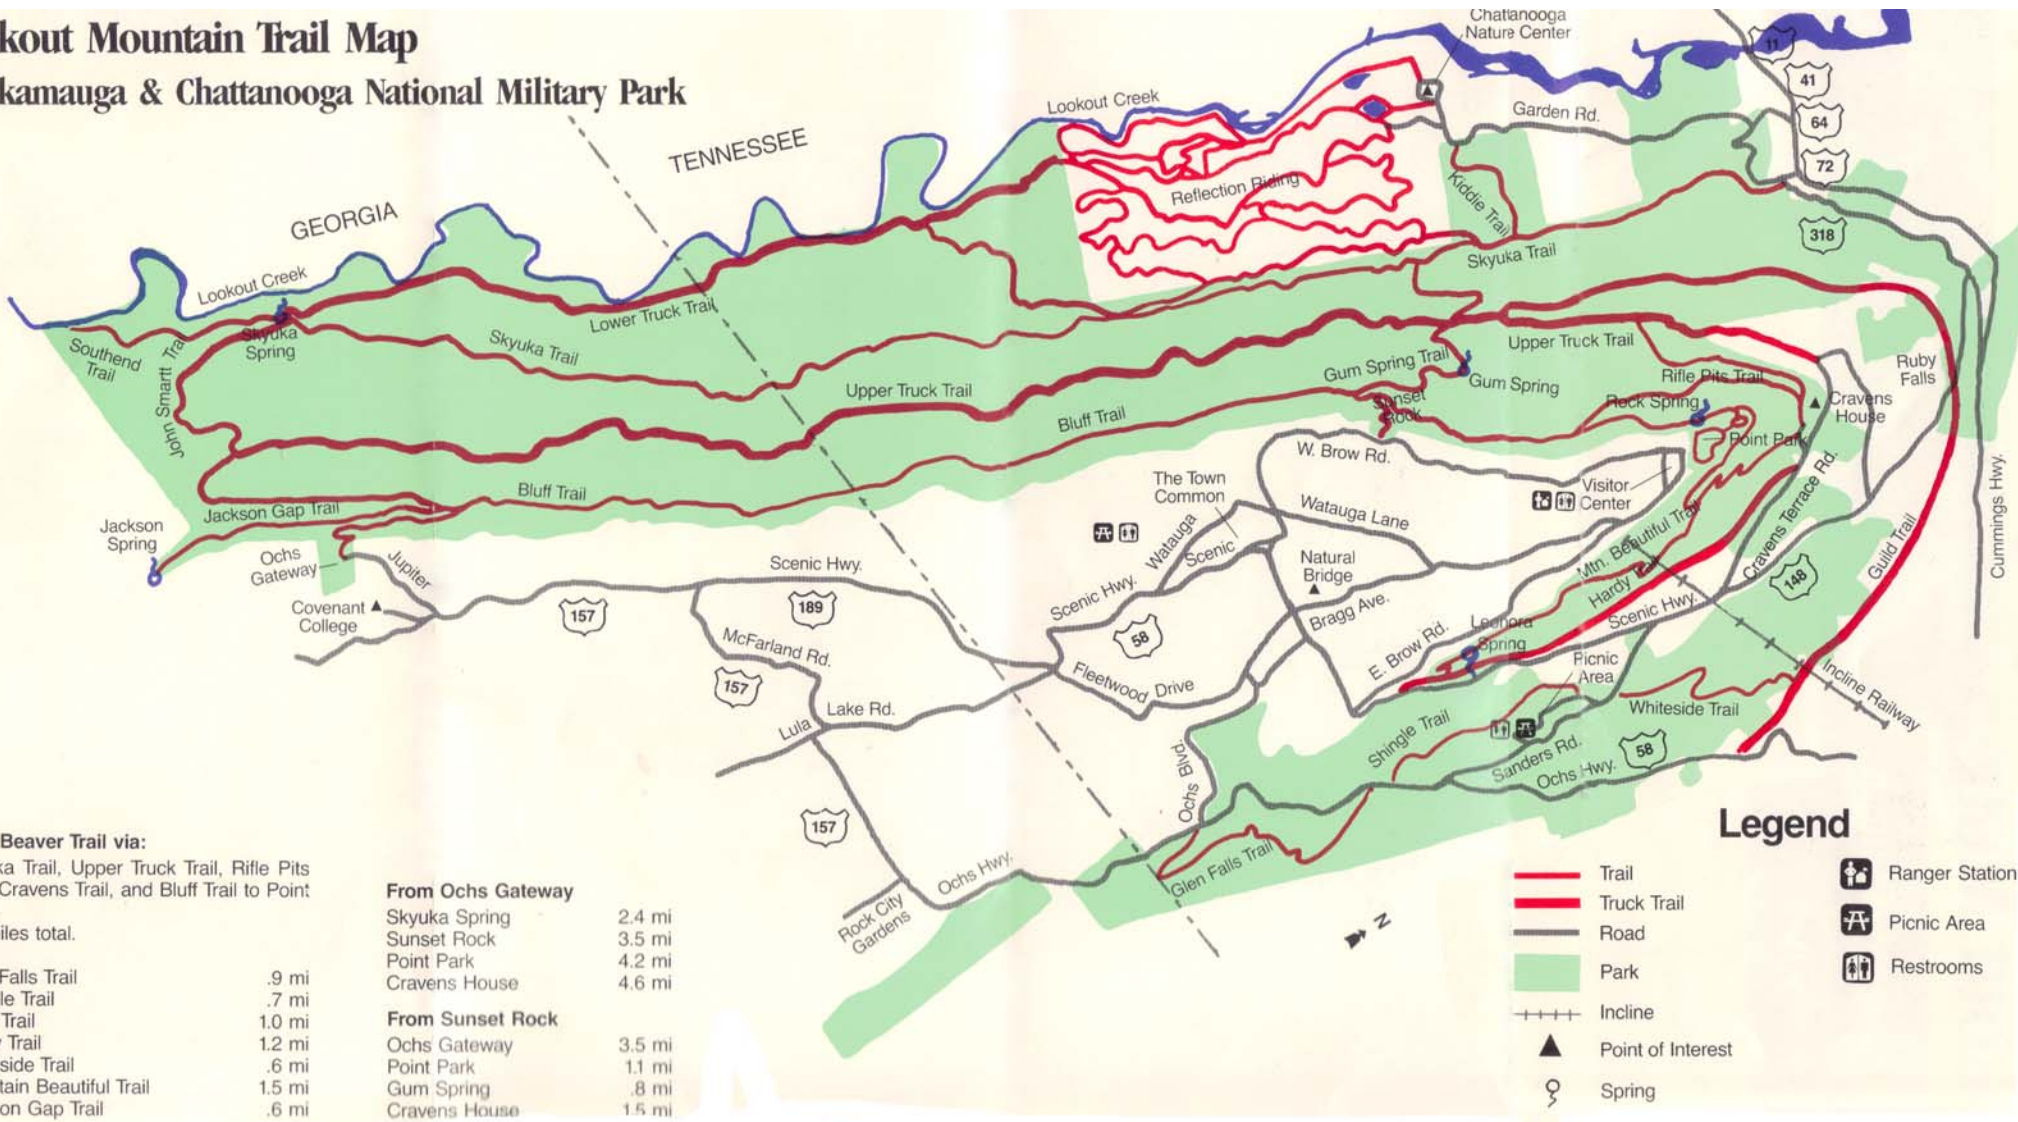 kout Mountain Trail Map
kamauga & Chattanooga National Military Park
Chattanooga
Nature Center
11
41
64
72
318
Garden Rd.
Lookout Creek
TENNESSEE
GEORGIA
Lookout Creek
Reflection Riding
Kiddie Trail
Skyuka Trail
Lower Truck Trail
Skyuka
Spring
Southend
Trail
John Smartt Trai
Skyuka Trail
Upper Truck Trail
Bluff Trail
Gum Spring Trail
Gum Spring
Sunset
Rock
Upper Truck Trail
Rifle Pits Trail
Rock Spring
Point Park
Ruby
Falls
Cravens
House
Cummings Hwy.
Guild Trail
Cravens Terrace Rd.
148
Bluff Trail
Jackson Gap Trail
Jackson
Spring
Ochs
Gateway
Jupiter
Covenant
College
Scenic Hwy.
157
189
McFarland Rd.
157
Lake Rd.
Lula
157
The Town
Common
W. Brow Rd.
Watauga Lane
Watauga
Scenic
Scenic Hwy.
58
Natural
Bridge
Bragg Ave.
Visitor
Center
Mtn. Beautiful Trail
Hardy Trail
Scenic Hwy.
E. Brow Rd.
Leonora
Spring
Picnic
Area
Fleetwood Drive
Ochs Blvd.
Shingle Trail
Whiteside Trail
Incline Railway
Sanders Rd.
Ochs Hwy.
58
Glen Falls Trail
Ochs Hwy.
Rock City
Gardens
N
Beaver Trail via:
ka Trail, Upper Truck Trail, Rifle Pits
Cravens Trail, and Bluff Trail to Point
iles total.
Falls Trail .9 mi
le Trail .7 mi
Trail 1.0 mi
Trail 1.2 mi
side Trail .6 mi
tain Beautiful Trail 1.5 mi
on Gap Trail .6 mi
From Ochs Gateway
Skyuka Spring 2.4 mi
Sunset Rock 3.5 mi
Point Park 4.2 mi
Cravens House 4.6 mi
From Sunset Rock
Ochs Gateway 3.5 mi
Point Park 1.1 mi
Gum Spring .8 mi
Cravens House 1.5 mi
Legend
Trail
Truck Trail
Road
Park
Incline
Point of Interest
Spring
Ranger Station
Picnic Area
Restrooms